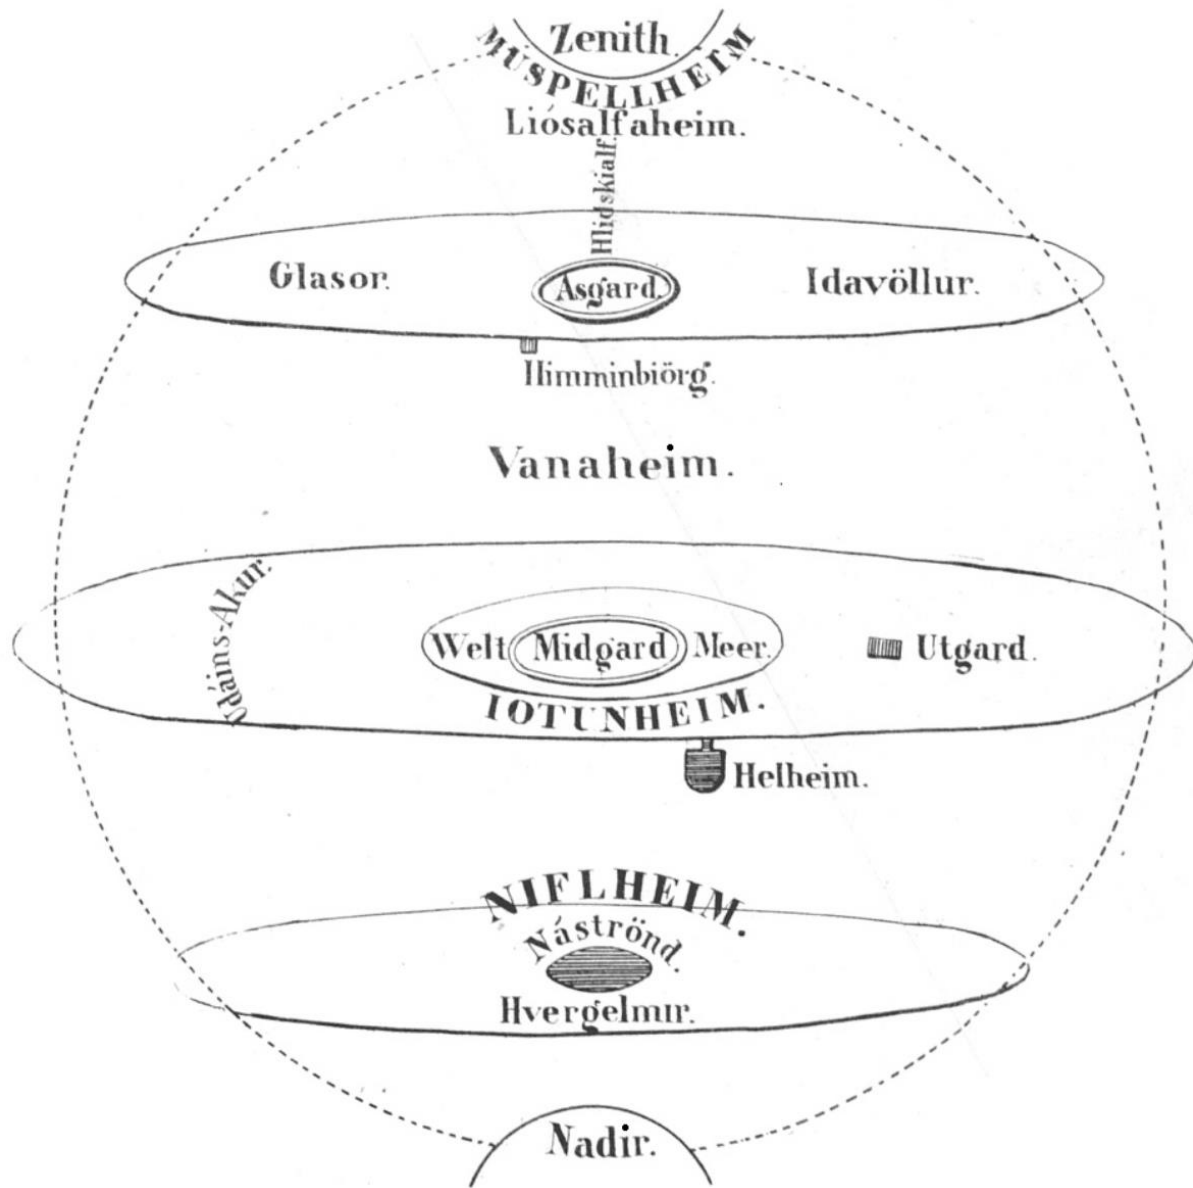 Zenith.
MUSPELLHEIM
Liósalfaheim.
Hlidskialf.
Glasor.
Asgard.
Idavöllur.
Himminbiörg.
Vanaheim.
Udáins-Akur.
Welt
Midgard
Meer.
Utgard.
IOTUNHEIM.
Helheim.
NIFLHEIM.
Náströnd.
Hvergelmir.
Nadir.